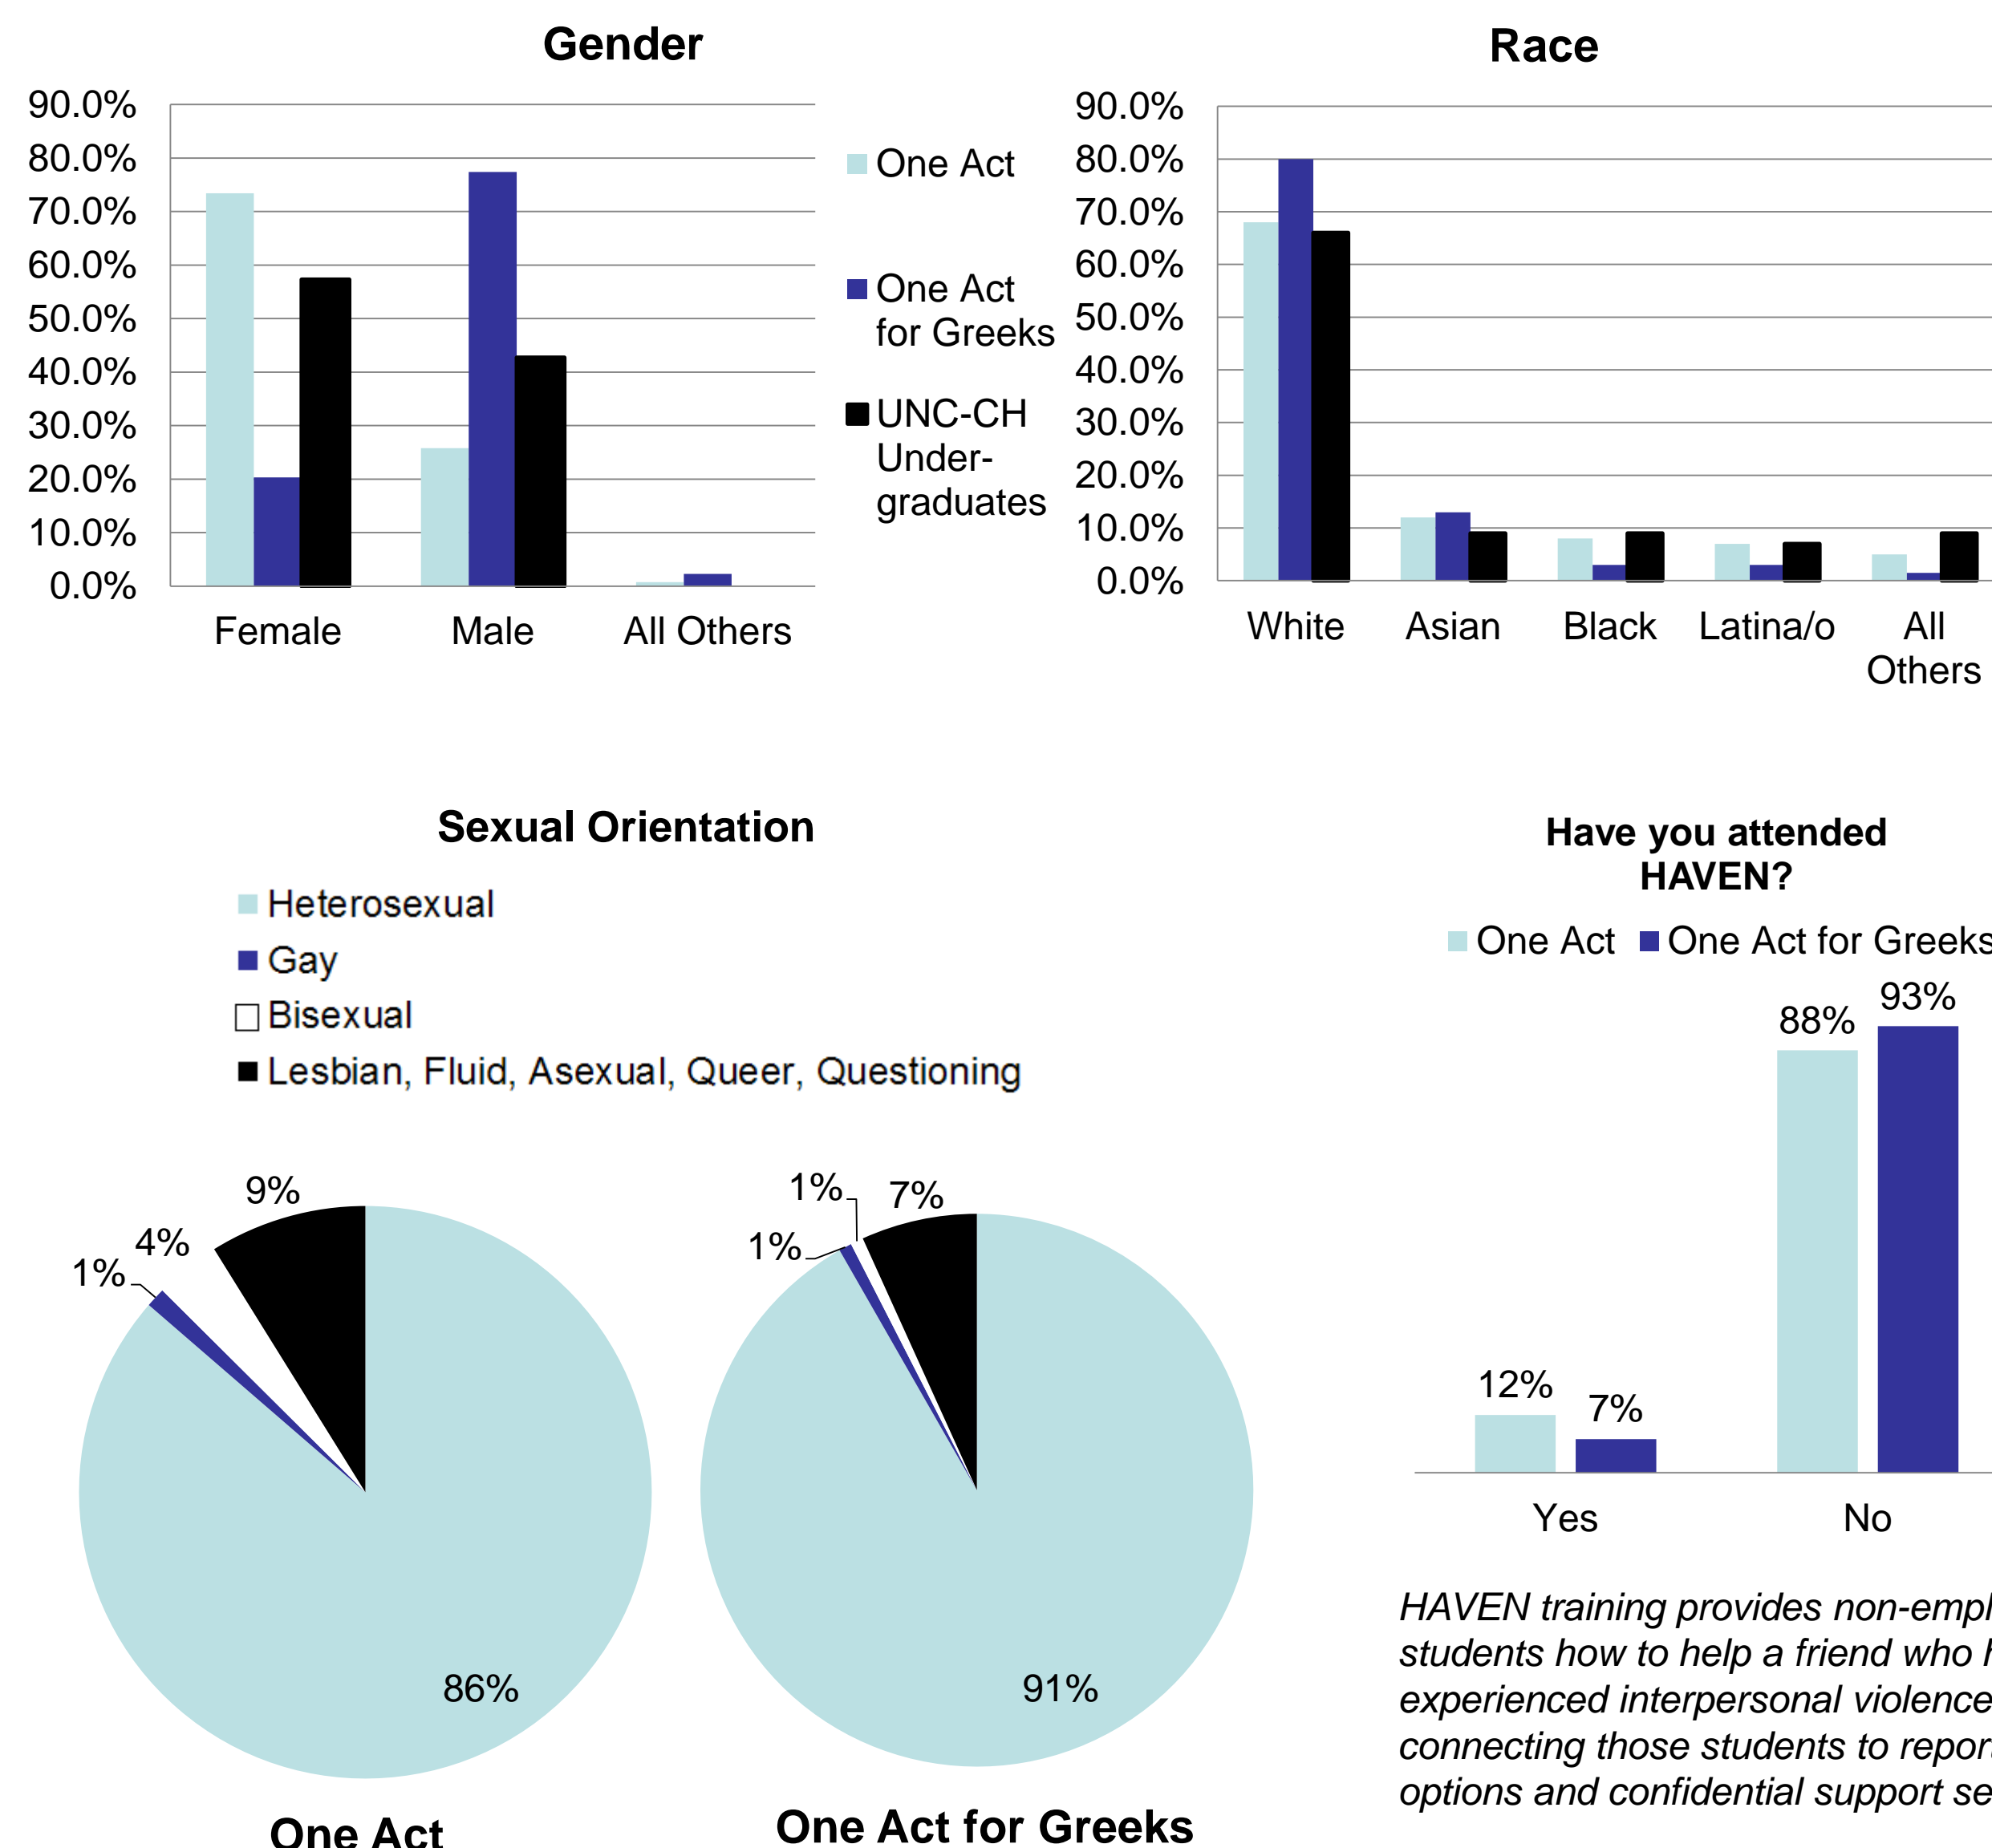 Gender
90.0%
80.0%
70.0%
60.0%
50.0%
40.0%
30.0%
20.0%
10.0%
0.0%
Female Male All Others
One Act
One Act
for Greeks
UNC-CH
Under-
graduates
Race
90.0%
80.0%
70.0%
60.0%
50.0%
40.0%
30.0%
20.0%
10.0%
0.0%
White Asian Black Latina/o All
Others
Sexual Orientation
Heterosexual
Gay
Bisexual
Lesbian, Fluid, Asexual, Queer, Questioning
9%
4%
1%
86%
One Act
1%
7%
1%
91%
One Act for Greeks
Have you attended
HAVEN?
One Act One Act for Greeks
12%
7%
88%
93%
Yes No
HAVEN training provides
students how to help a friend who
experienced interpersonal violence
connecting those students to
options and confidential support